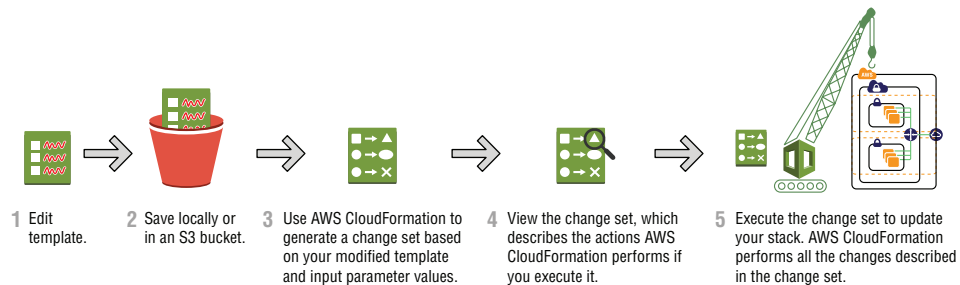 AWS
1 Edit
template.
2 Save locally or
in an S3 bucket.
3 Use AWS CloudFormation to
generate a change set based
on your modified template
and input parameter values.
4 View the change set, which
describes the actions AWS
CloudFormation performs if
you execute it.
5 Execute the change set to update
your stack. AWS CloudFormation
performs all the changes described
in the change set.